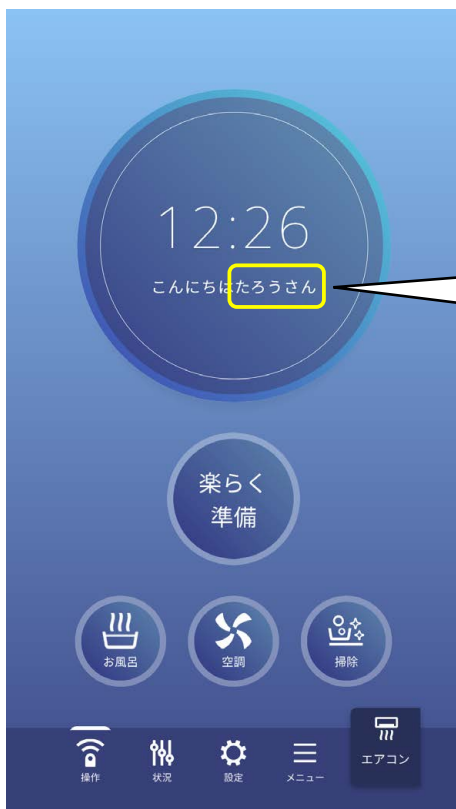 12:26
こんにちはたろうさん
楽らく
準備
お風呂
空調
掃除
操作
状況
設定
メニュー
エアコン